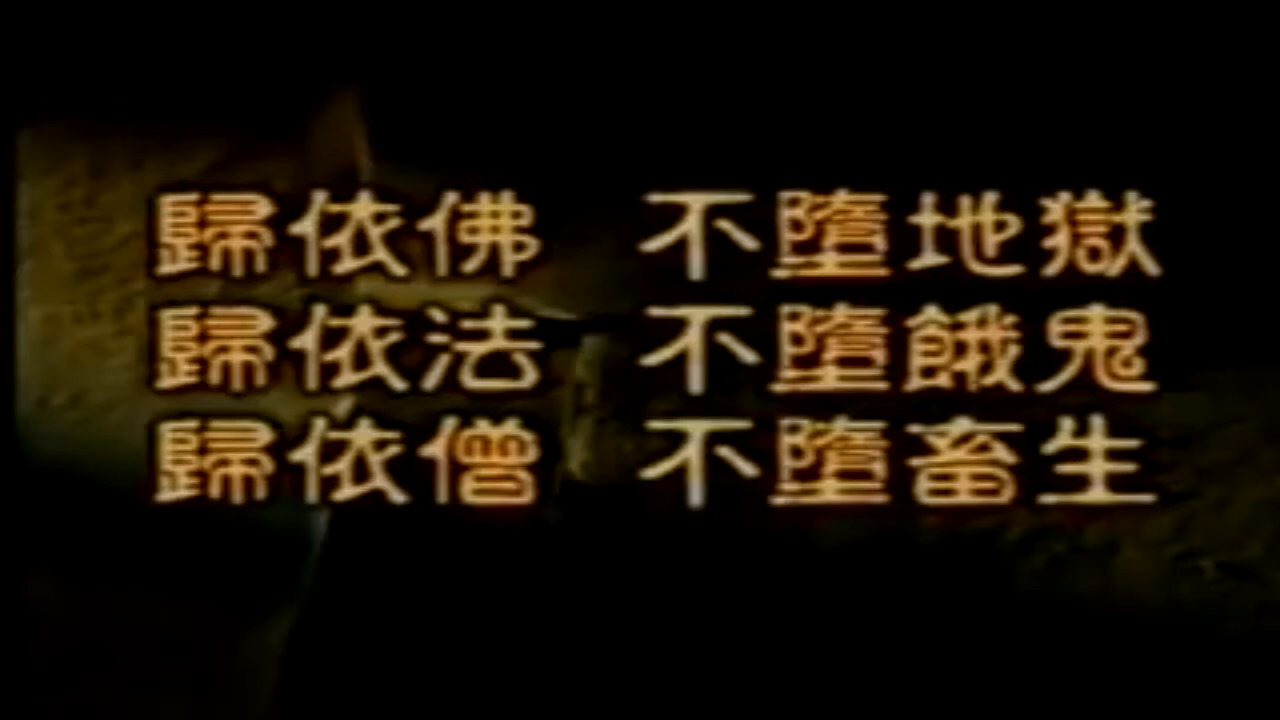 歸依佛 不墮地獄
歸依法 不墮餓鬼
歸依僧 不墮畜生